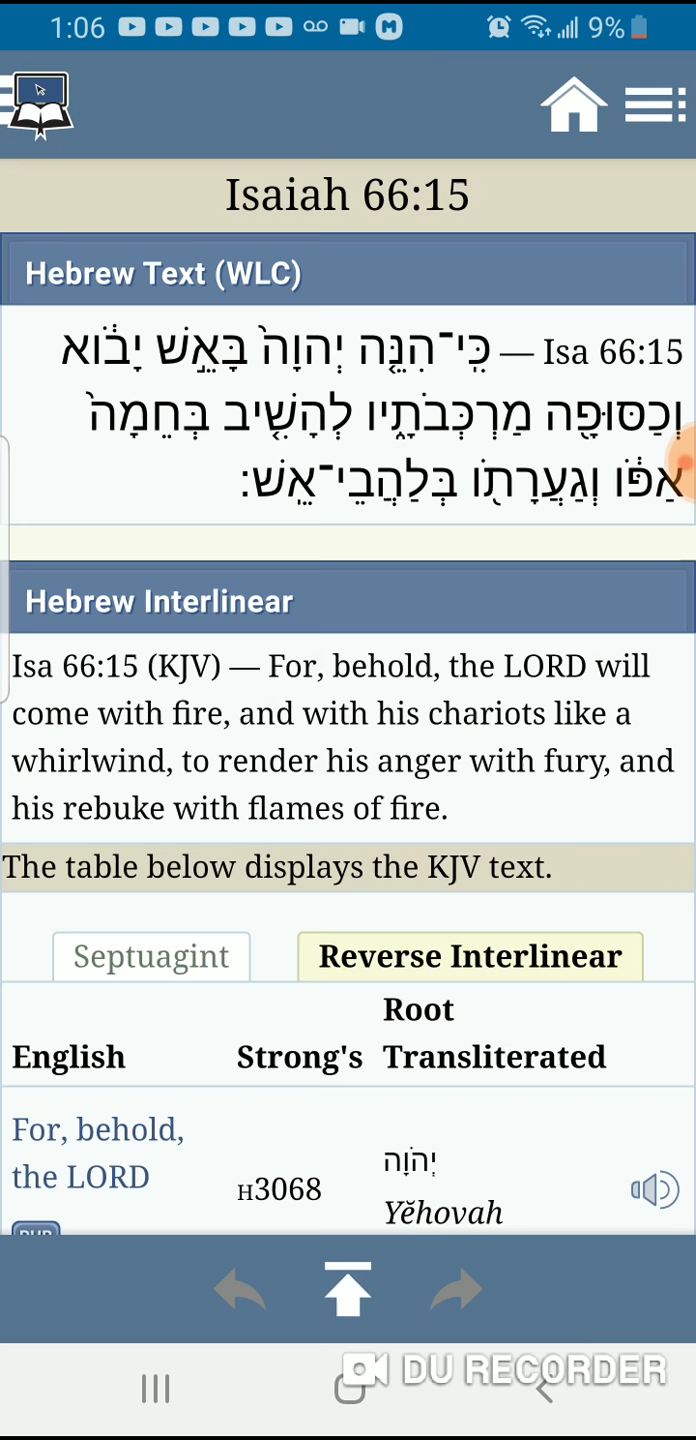 1:06 9%
Isaiah 66:15
Hebrew Text (WLC)
Isa 66:15 — כִּֽי־הִנֵּ֤ה יְהוָה֙ בָּאֵ֣שׁ יָב֔וֹא
וְכַסּוּפָ֖ה מַרְכְּבֹתָ֑יו לְהָשִׁ֤יב בְּחֵמָה֙
אַפּ֔וֹ וְגַעֲרָת֖וֹ בְּלַהֲבֵי־אֵֽשׁ׃
Hebrew Interlinear
Isa 66:15 (KJV) — For, behold, the LORD will
come with fire, and with his chariots like a
whirlwind, to render his anger with fury, and
his rebuke with flames of fire.
The table below displays the KJV text.
Septuagint Reverse Interlinear
English Strong's Root Transliterated
For, behold,
the LORD
H3068
יְהֹוָה
Yĕhovah
DU RECORDER